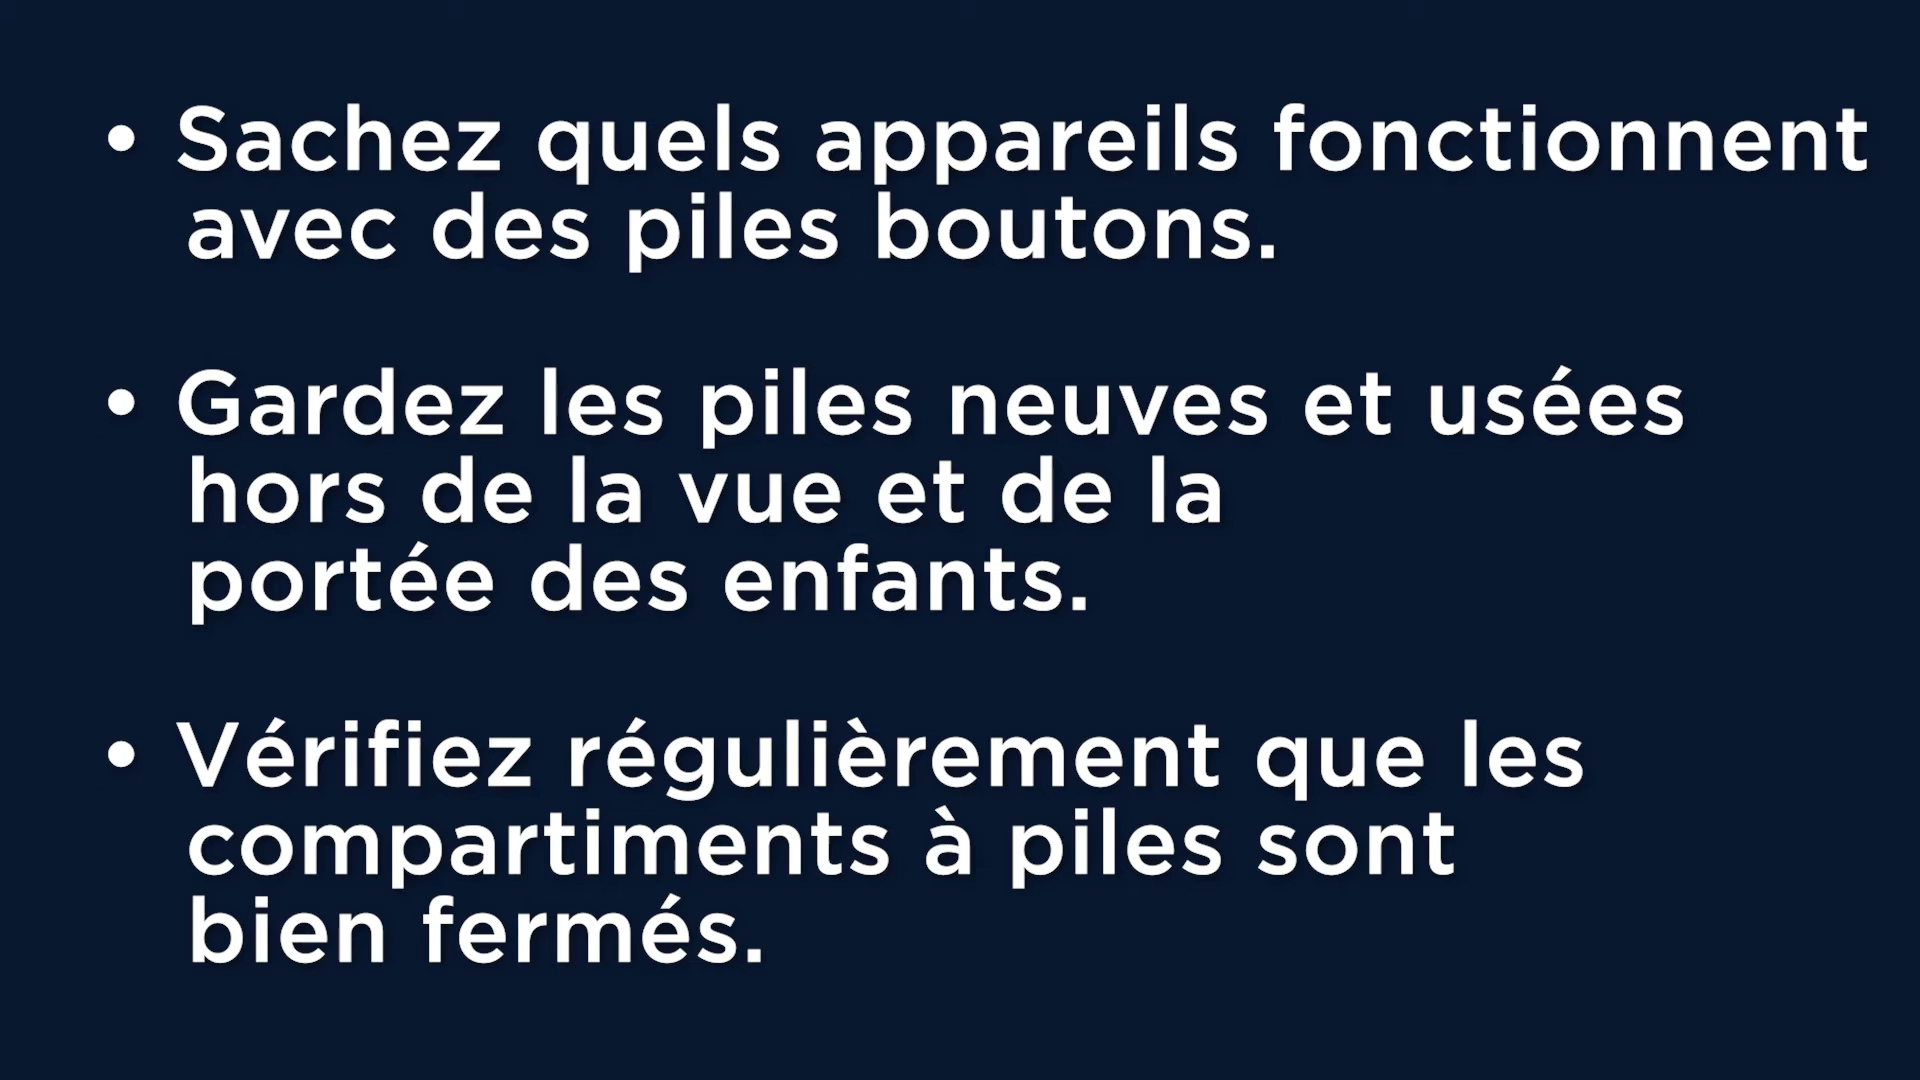 • Sachez quels appareils fonctionnent
avec des piles boutons.
• Gardez les piles neuves et usées
hors de la vue et de la
portée des enfants.
• Vérifiez régulièrement que les
compartiments à piles sont
bien fermés.